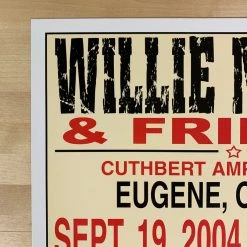 WILLIE
& FRI
CUTHBERT AMP
EUGENE,
SEPT. 19, 2004